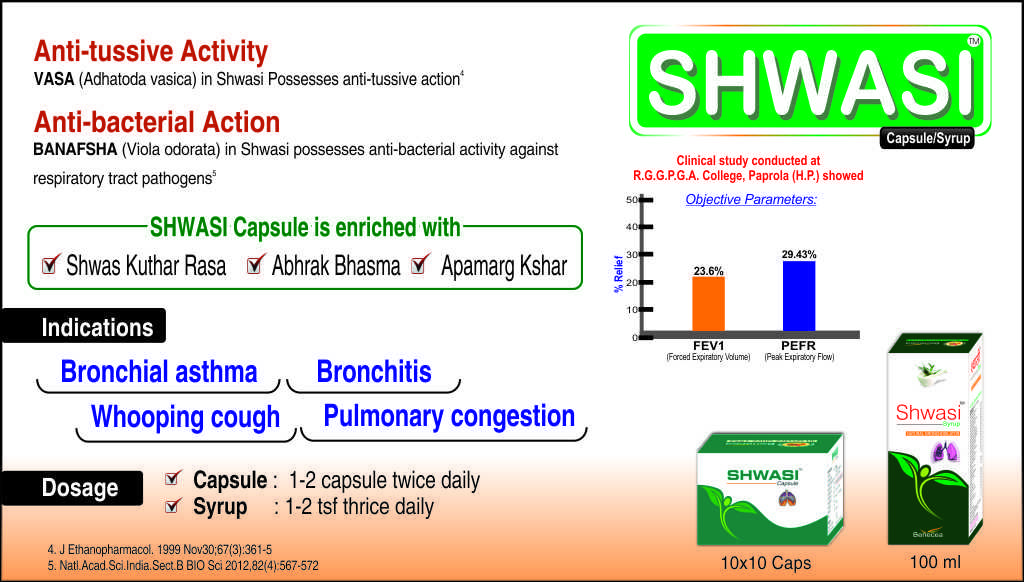 Anti-tussive Activity
VASA (Adhatoda vasica) in Shwasi Possesses anti-tussive action4
Anti-bacterial Action
BANAFSHA (Viola odorata) in Shwasi possesses anti-bacterial activity against
respiratory tract pathogens5
SHWASI Capsule is enriched with
Shwas Kuthar Rasa Abhrak Bhasma Apamarg Kshar
Indications
Bronchial asthma Bronchitis
Whooping cough Pulmonary congestion
Dosage
Capsule : 1-2 capsule twice daily
Syrup : 1-2 tsf thrice daily
4. J Ethanopharmacol. 1999 Nov30;67(3):361-5
5. Natl.Acad.Sci.India.Sect.B BIO Sci 2012,82(4):567-572
SHWASI TM
Capsule/Syrup
Clinical study conducted at
R.G.G.P.G.A. College, Paprola (H.P.) showed
Objective Parameters:
% Relief
50
40
30
20
10
0
23.6%
29.43%
FEV1 PEFR
(Forced Expiratory Volume) (Peak Expiratory Flow)
SHWASI
Capsule
10x10 Caps
Shwasi
Syrup
BeneCea
100 ml